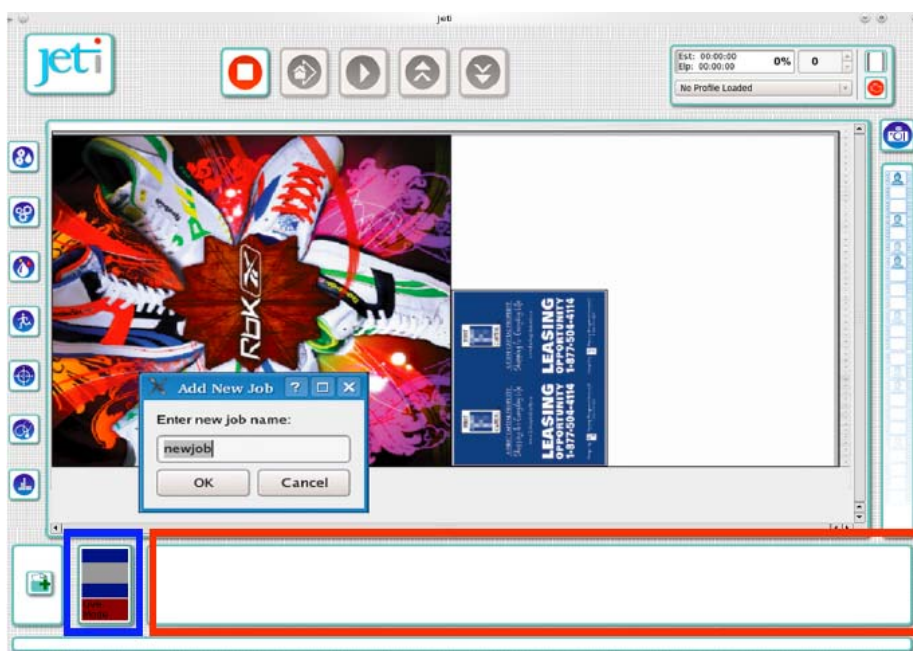 jeti
jeti
Est: 00:00:00
Elp: 00:00:00
0%
0
No Profile Loaded
RbK
LEASING
OPPORTUNITY
1-877-504-4114
LEASING
OPPORTUNITY
1-877-504-4114
Add New Job
Enter new job name:
newjob
OK
Cancel
Live
Mode